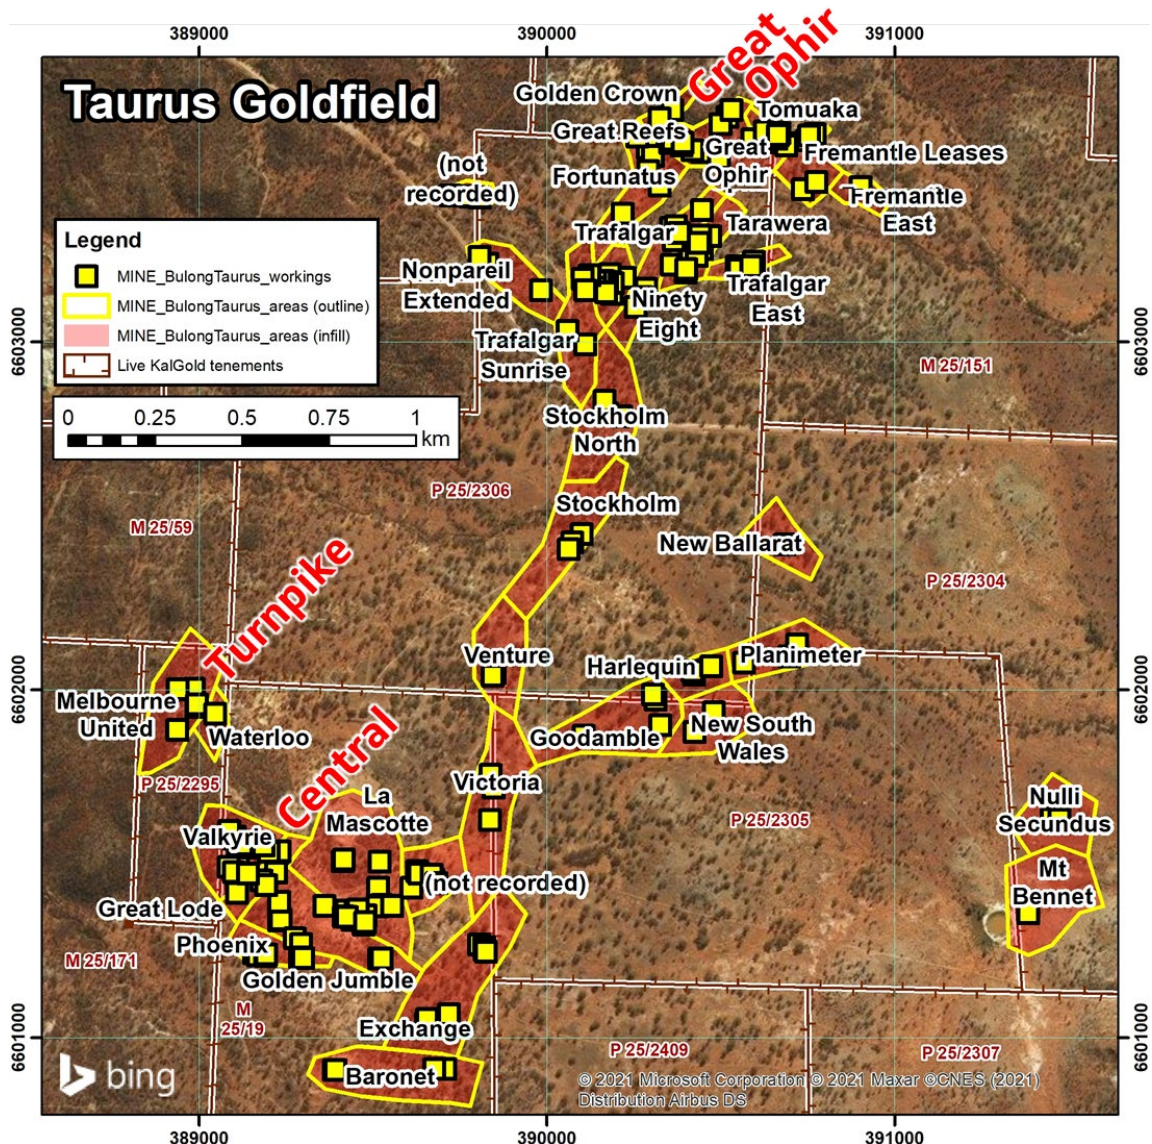 389000 390000 391000
Taurus Goldfield
Great
Ophir
Golden Crown
Tomuaka
Great Reefs
Great
Ophir
Fremantle Leases
(not
recorded)
Fortunatus
Fremantle
East
Trafalgar
Tarawera
Legend
MINE_BulongTaurus_workings
MINE_BulongTaurus_areas (outline)
MINE_BulongTaurus_areas (infill)
Live KalGold tenements
Nonpareil
Extended
Trafalgar
East
Ninety
Eight
6603000
6603000
Trafalgar
Sunrise
M 25/151
0 0.25 0.5 0.75 1
km
Stockholm
North
P 25/2306
M 25/59
Stockholm
New Ballarat
P 25/2304
Turnpike
Venture
Harlequin
Planimeter
6602000
6602000
Melbourne
United
Waterloo
Goodamble
New South
Wales
P 25/2295
Central
Victoria
La
Mascotte
Nulli
Secundus
P 25/2305
Valkyrie
(not recorded)
Mt
Bennet
Great Lode
Phoenix
M 25/171
Golden Jumble
M
25/19
Exchange
6601000
6601000
P 25/2409
P 25/2307
Baronet
bing
© 2021 Microsoft Corporation © 2021 Maxar ©CNES (2021)
Distribution Airbus DS
389000 390000 391000